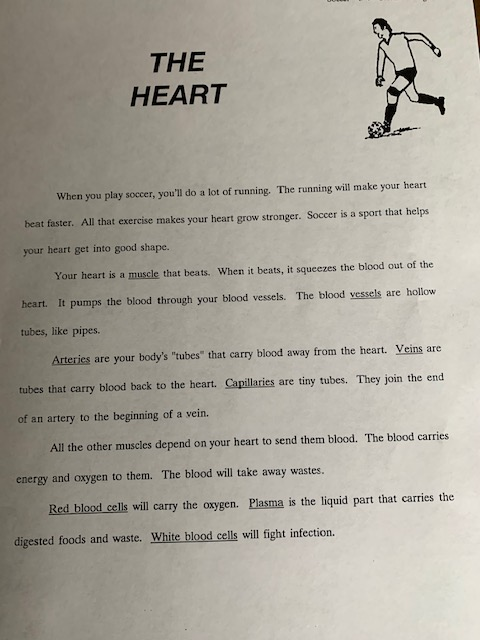 THE
HEART
When you play soccer, you'll do a lot of running. The running will make your heart
beat faster. All that exercise makes your heart grow stronger. Soccer is a sport that helps
your heart get into good shape.
Your heart is a muscle that beats. When it beats, it squeezes the blood out of the
heart. It pumps the blood through your blood vessels. The blood vessels are hollow
tubes, like pipes.
Arteries are your body's "tubes" that carry blood away from the heart. Veins are
tubes that carry blood back to the heart. Capillaries are tiny tubes. They join the end
of an artery to the beginning of a vein.
All the other muscles depend on your heart to send them blood. The blood carries
energy and oxygen to them. The blood will take away wastes.
Red blood cells will carry the oxygen. Plasma is the liquid part that carries the
digested foods and waste. White blood cells will fight infection.